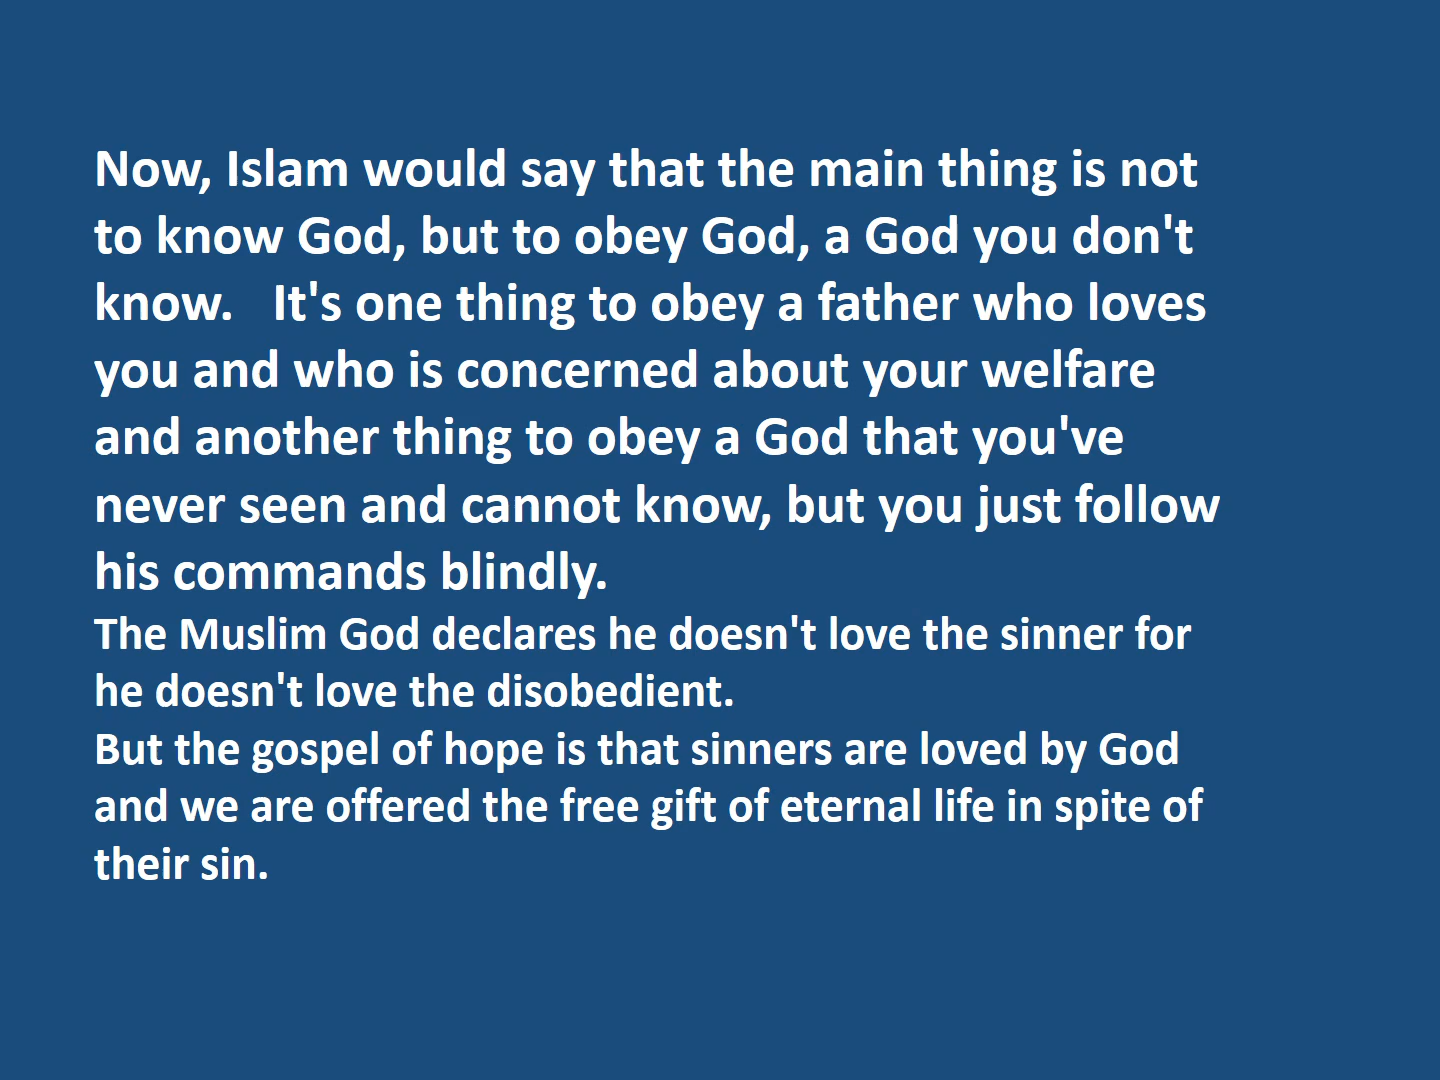 Now, Islam would say that the main thing is not
to know God, but to obey God, a God you don't
know.   It's one thing to obey a father who loves
you and who is concerned about your welfare
and another thing to obey a God that you've
never seen and cannot know, but you just follow
his commands blindly.
The Muslim God declares he doesn't love the sinner for
he doesn't love the disobedient.
But the gospel of hope is that sinners are loved by God
and we are offered the free gift of eternal life in spite of
their sin.